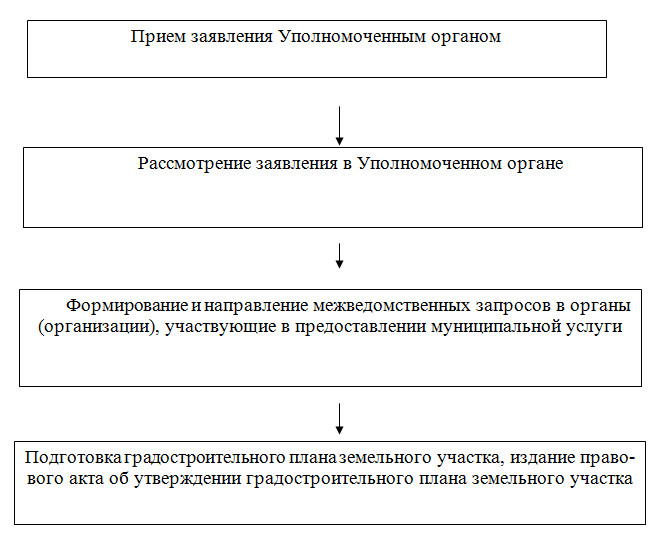 Прием заявления Уполномоченным органом
Рассмотрение заявления в Уполномоченном органе
Формирование и направление межведомственных запросов в органы
(организации), участвующие в предоставлении муниципальной услуги
Подготовка градостроительного плана земельного участка, издание право-
вого акта об утверждении градостроительного плана земельного участка